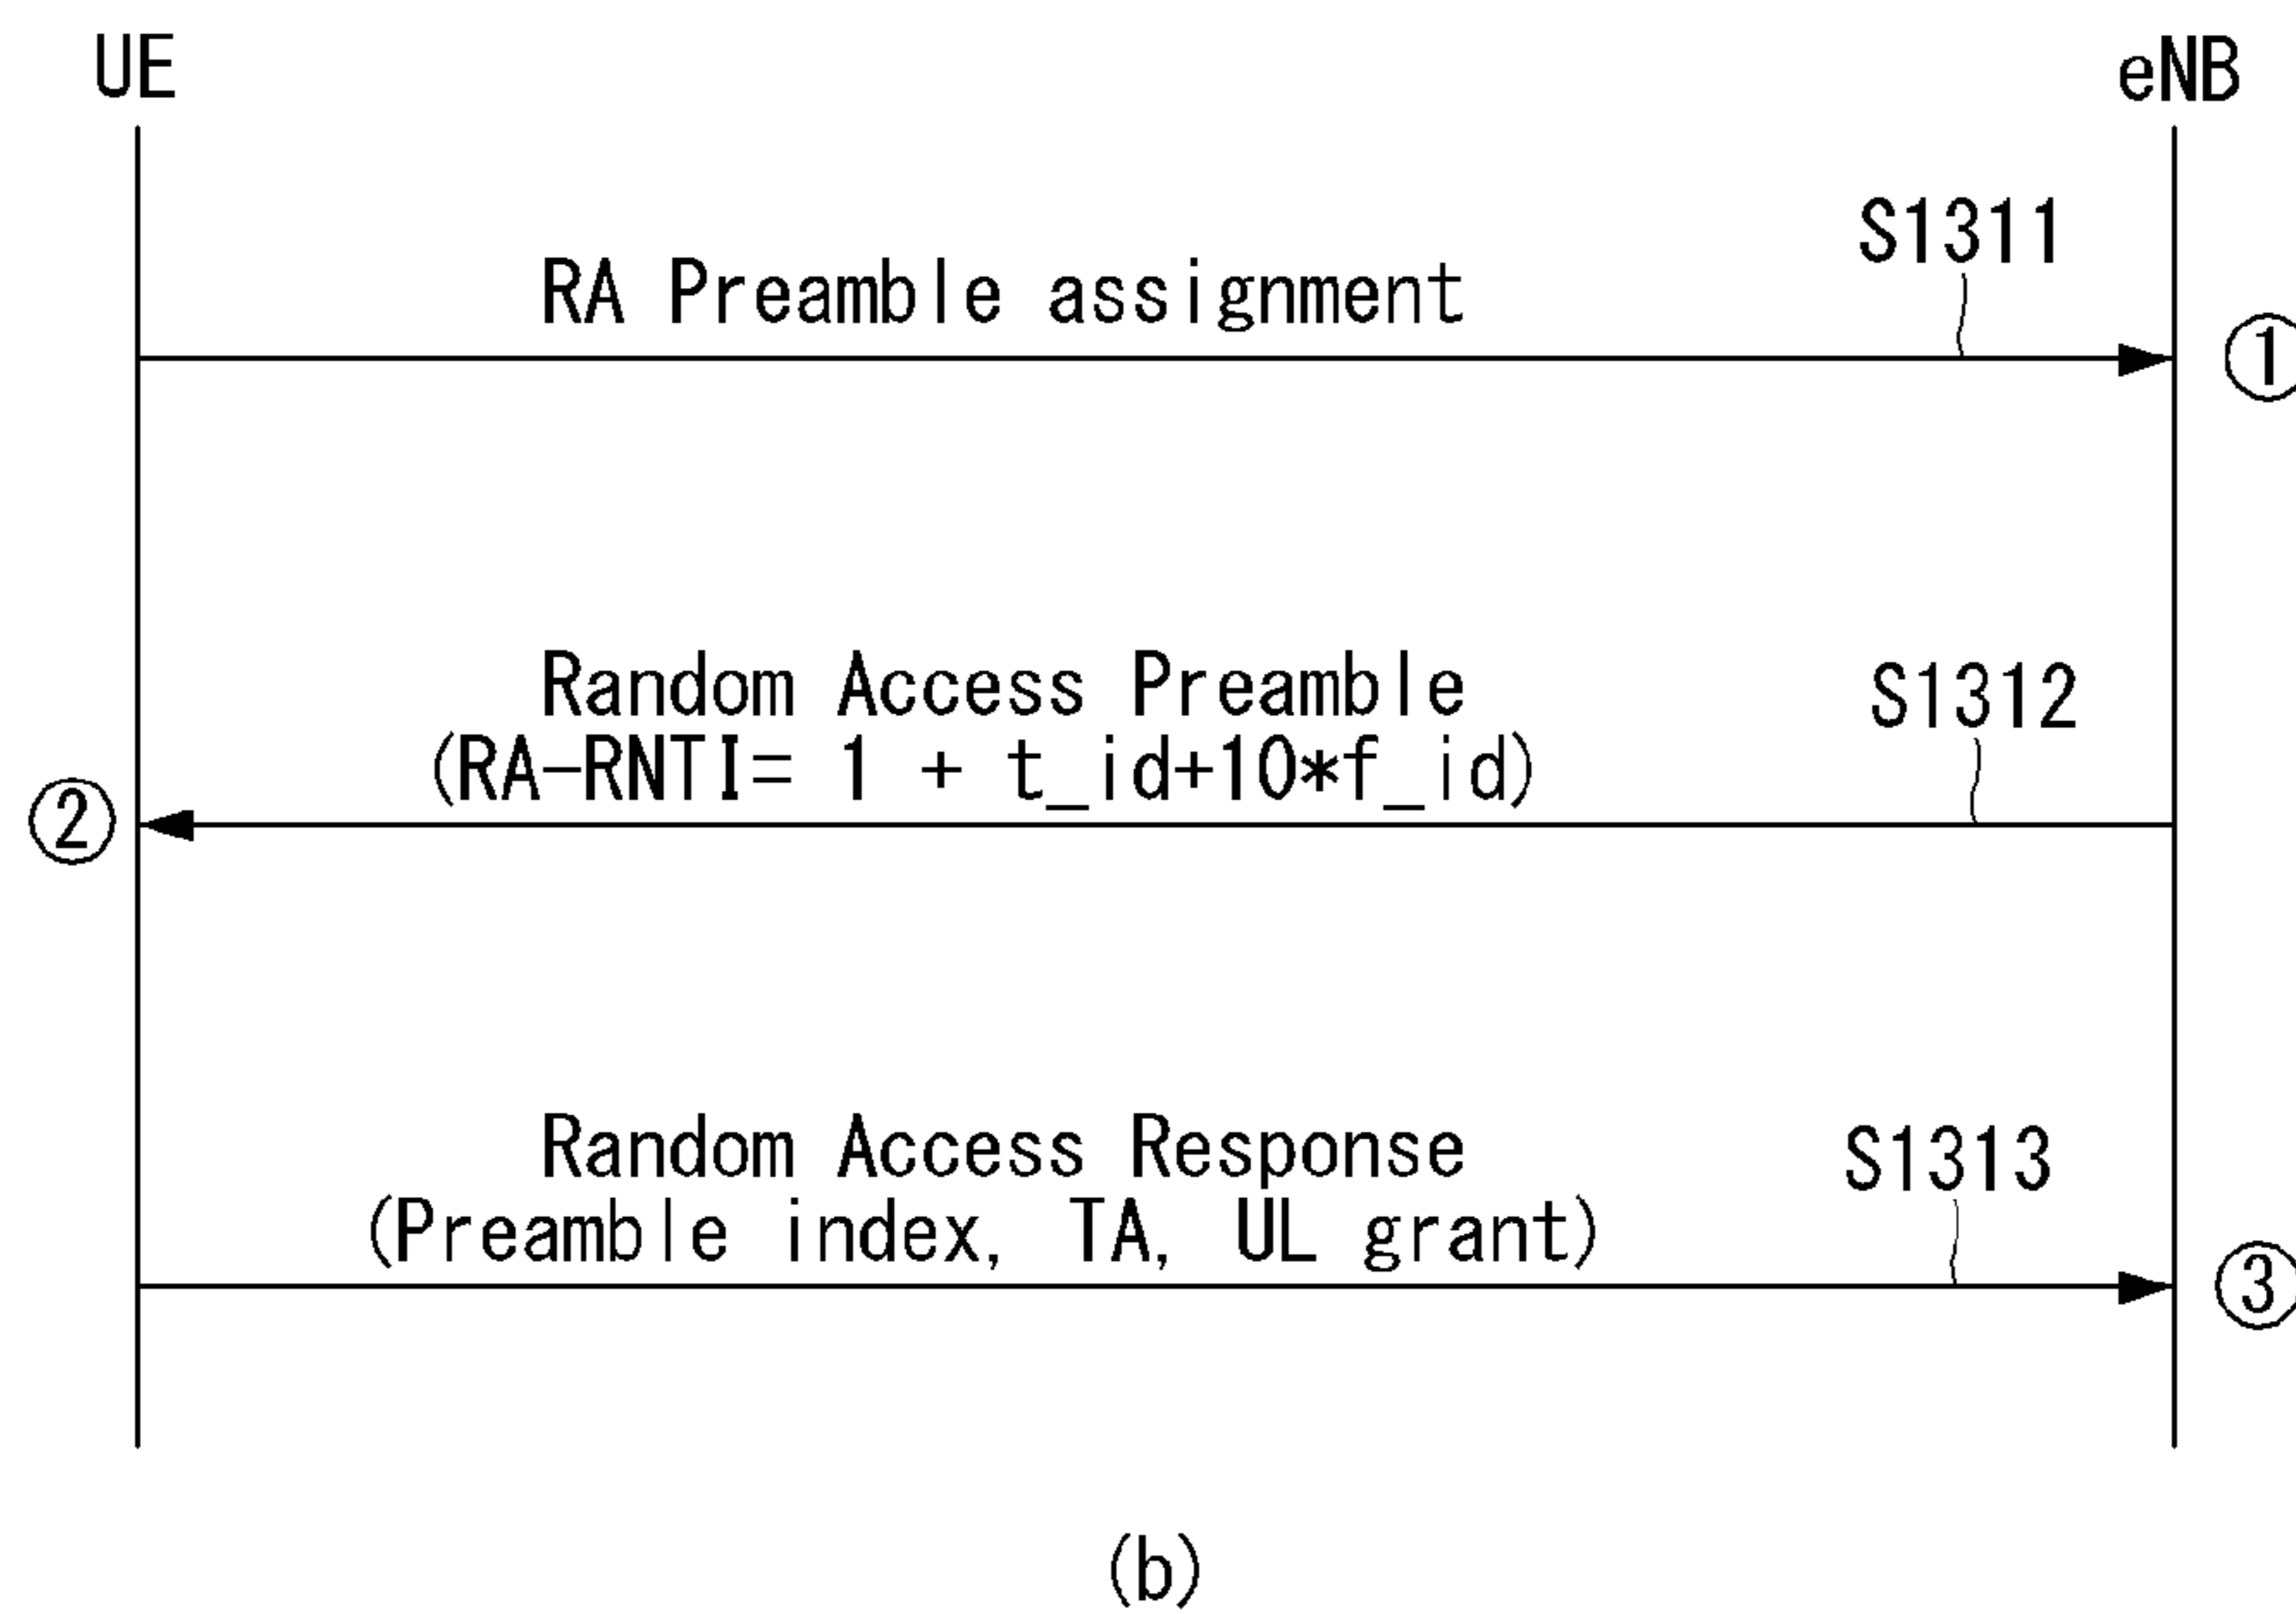 UE
eNB
S1311
RA Preamble assignment
①
Random Access Preamble
S1312
(RA-RNTI= 1 + t_id+10*f_id)
②
Random Access Response
S1313
(Preamble index, TA, UL grant)
③
(b)